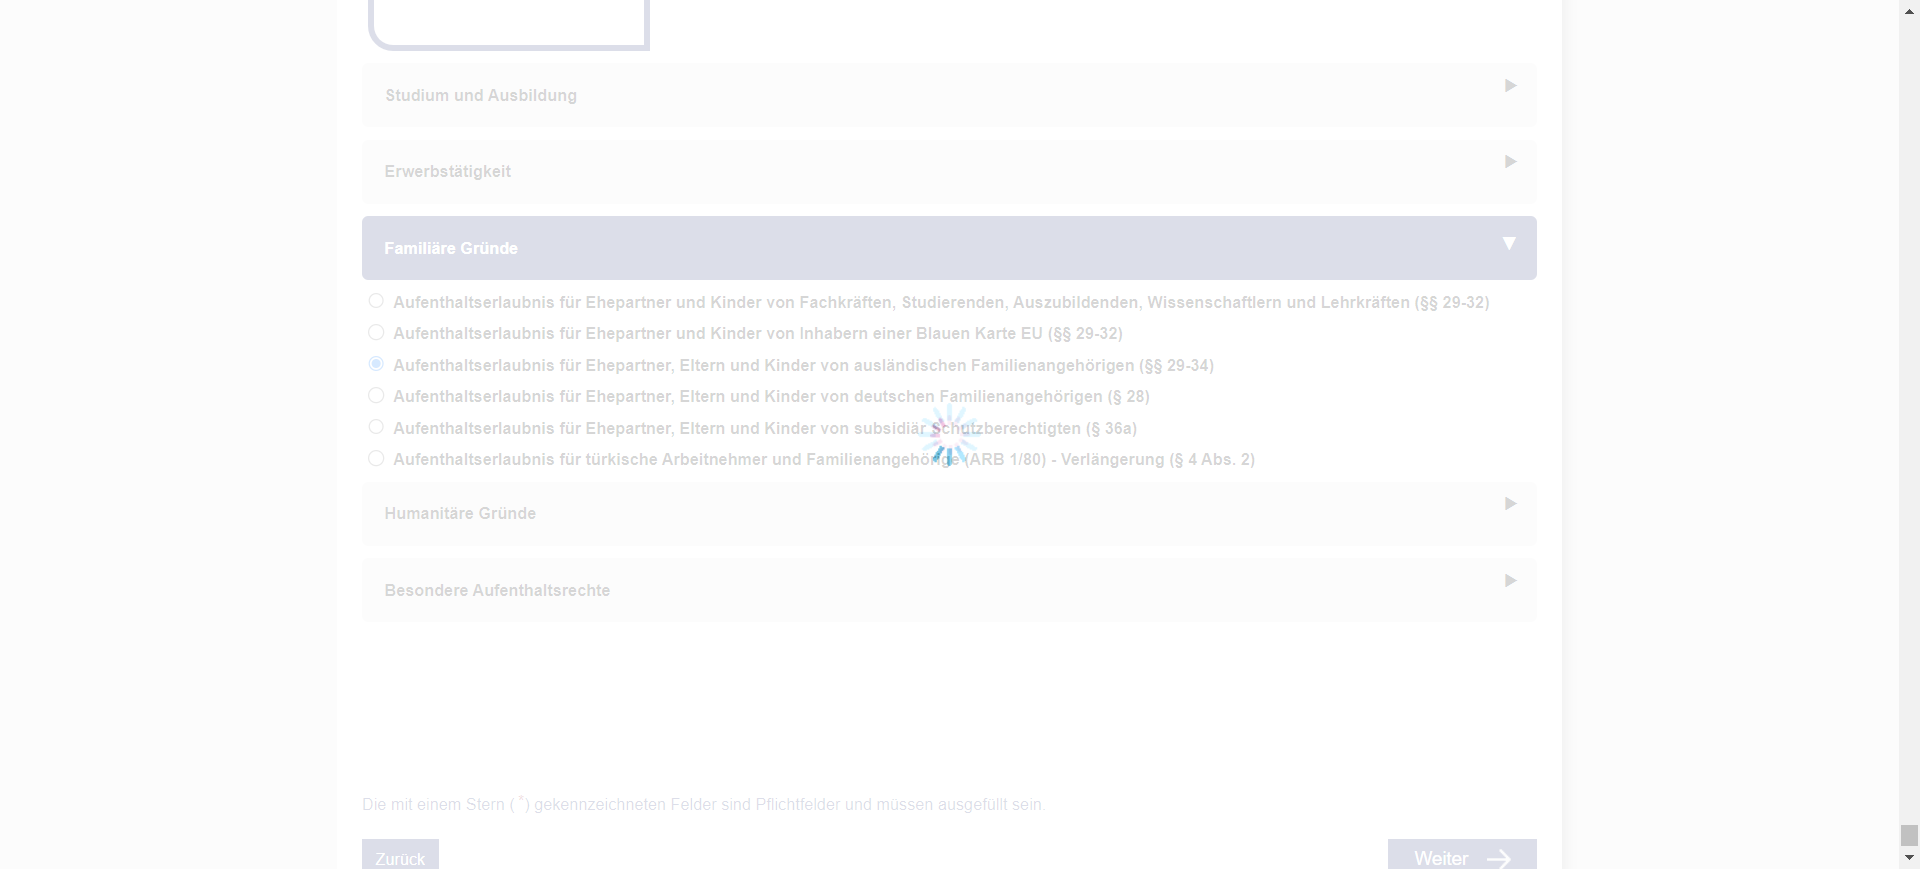 Studium und Ausbildung
Erwerbstätigkeit
Familiäre Gründe
Aufenthaltserlaubnis für Ehepartner und Kinder von Fachkräften, Studierenden, Auszubildenden, Wissenschaftlern und Lehrkräften (§§ 29-32)
Aufenthaltserlaubnis für Ehepartner und Kinder von Inhabern einer Blauen Karte EU (§§ 29-32)
Aufenthaltserlaubnis für Ehepartner, Eltern und Kinder von ausländischen Familienangehörigen (§§ 29-34)
Aufenthaltserlaubnis für Ehepartner, Eltern und Kinder von deutschen Familienangehörigen (§ 28)
Aufenthaltserlaubnis für Ehepartner, Eltern und Kinder von subsidiär Schutzberechtigten (§ 36a)
Aufenthaltserlaubnis für türkische Arbeitnehmer und Familienangehörige (ARB 1/80) - Verlängerung (§ 4 Abs. 2)
Humanitäre Gründe
Besondere Aufenthaltsrechte
Die mit einem Stern ( *) gekennzeichneten Felder sind Pflichtfelder und müssen ausgefüllt sein.
Zurück
Weiter